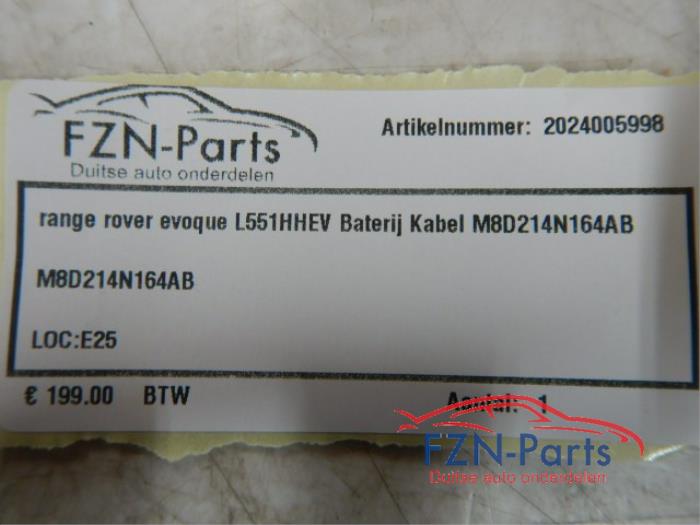 FZN-Parts
Duitse auto onderdelen
Artikelnummer: 2024005998
range rover evoque L551HHEV Baterij Kabel M8D214N164AB
M8D214N164AB
LOC:E25
€ 199.00 BTW
Aantal: 1
FZN-Parts
Duitse auto onderdelen